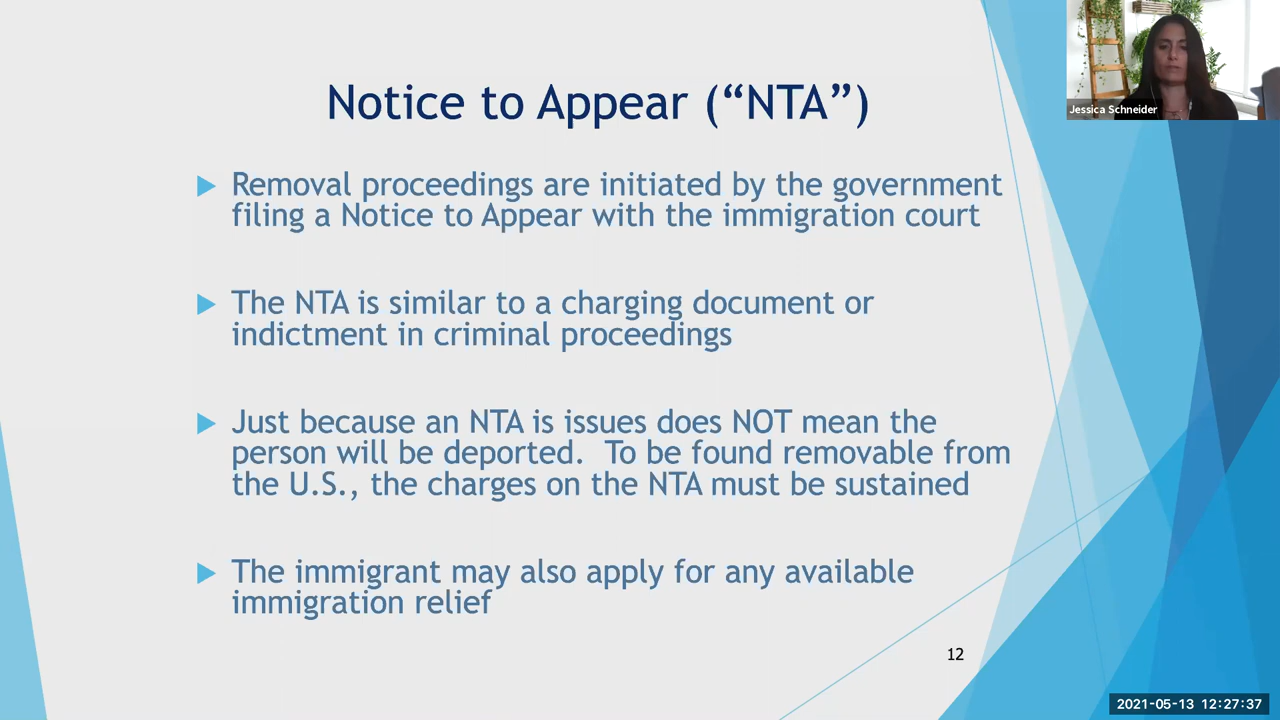 Notice to Appear (“NTA”)
Removal proceedings are initiated by the government
filing a Notice to Appear with the immigration court
The NTA is similar to a charging document or
indictment in criminal proceedings
Just because an NTA is issues does NOT mean the
person will be deported.  To be found removable from
the U.S., the charges on the NTA must be sustained
The immigrant may also apply for any available
immigration relief
12
Jessica Schneider
2021-05-13 12:27:37